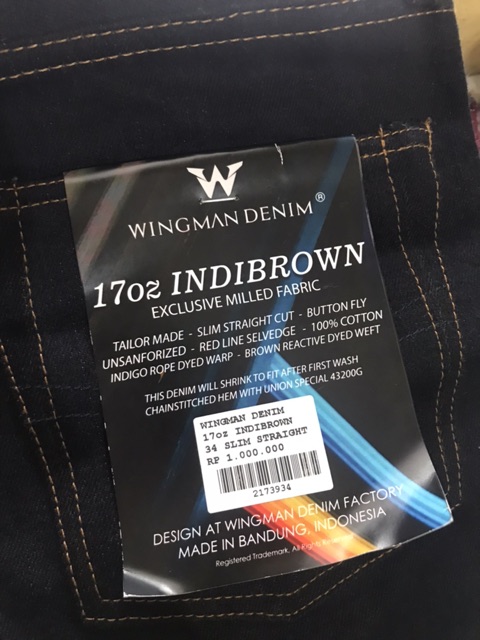 W
WINGMAN DENIM®
17oz INDIBROWN
EXCLUSIVE MILLED FABRIC
TAILOR MADE - SLIM STRAIGHT CUT - BUTTON FLY
UNSANFORIZED - RED LINE SELVEDGE - 100% COTTON
INDIGO ROPE DYED WARP - BROWN REACTIVE DYED WEFT
THIS DENIM WILL SHRINK TO FIT AFTER FIRST WASH
CHAINSTITCHED HEM WITH UNION SPECIAL 43200G
WINGMAN DENIM
17oz INDIBROWN
34 SLIM STRAIGHT
RP 1.000.000
2173934
DESIGN AT WINGMAN DENIM FACTORY
MADE IN BANDUNG, INDONESIA
Registered Trademark. All Rights Reserved